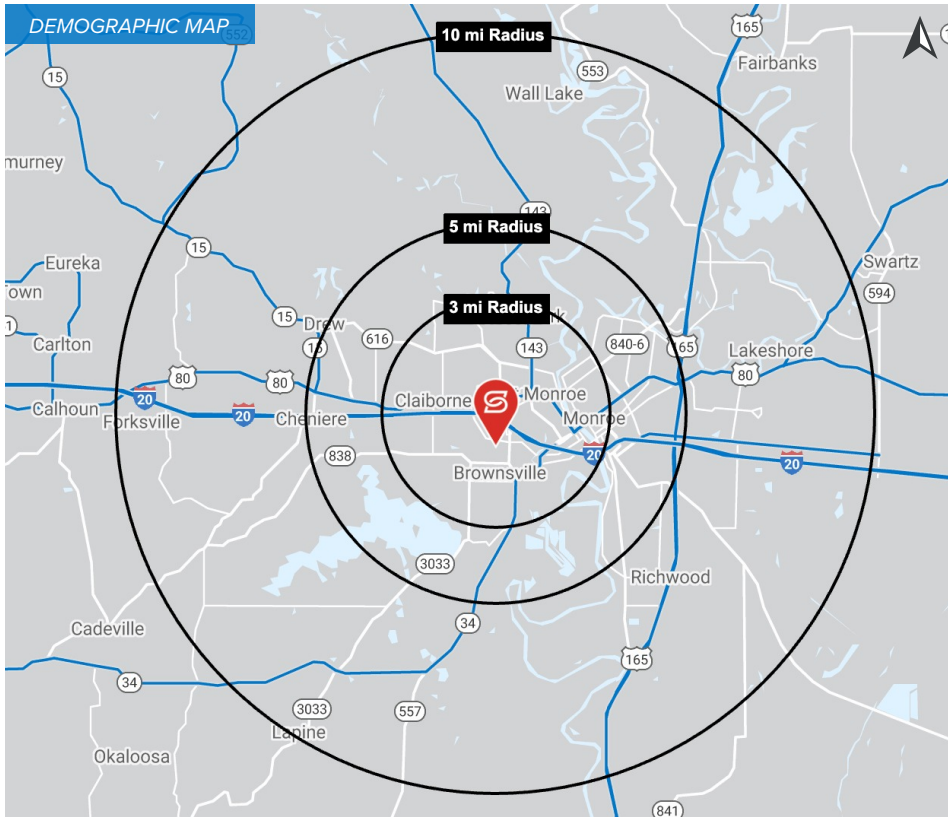 DEMOGRAPHIC MAP
552
10 mi Radius
165
Fairbanks
15
553
Wall Lake
murney
143
5 mi Radius
15
Eureka
Swartz
own
594
3 mi Radius
k
15
Drew
616
143
840-6
165
15
Carlton
Lakeshore
80
80
80
Claiborne
Monroe
20
Calhoun
Forksville
20
Cheniere
Monroe
838
20
20
Brownsville
3033
Richwood
34
Cadeville
165
34
3033
557
Lapine
Okaloosa
841